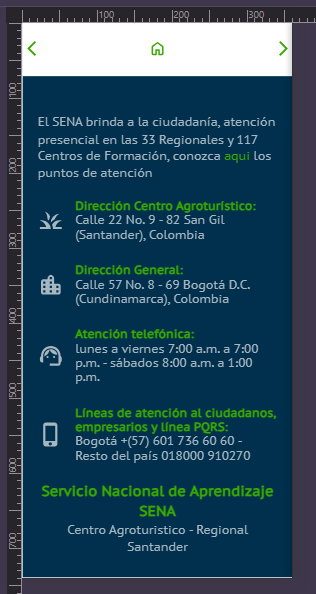 100
200
300
El SENA brinda a la ciudadanía, atención
presencial en las 33 Regionales y 117
Centros de Formación, conozca aqui los
puntos de atención
Dirección Centro Agroturístico:
Calle 22 No. 9 - 82 San Gil
(Santander), Colombia
Dirección General:
Calle 57 No. 8 - 69 Bogotá D.C.
(Cundinamarca), Colombia
Atención telefónica:
lunes a viernes 7:00 a.m. a 7:00
p.m. - sábados 8:00 a.m. a 1:00
p.m.
Líneas de atención al ciudadanos,
empresarios y línea PQRS:
Bogotá +(57) 601 736 60 60 -
Resto del país 018000 910270
Servicio Nacional de Aprendizaje
SENA
Centro Agroturistico - Regional
Santander
100
200
300
400
500
600
700